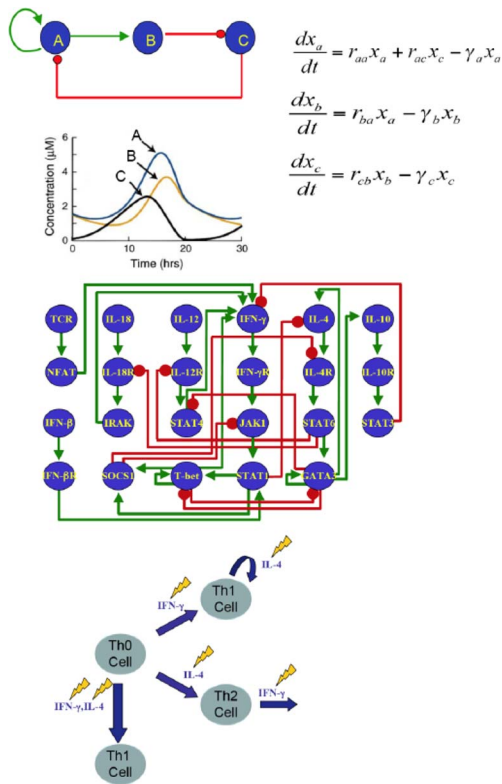 A B C
dx_a/dt = r_aa x_a + r_ac x_c − γ_a x_a
dx_b/dt = r_ba x_a − γ_b x_b
dx_c/dt = r_cb x_b − γ_c x_c
Concentration (μM)
6
4
2
0
A
B
C
0 10 20 30
Time (hrs)
TCR IL-18 IL-12 IFN-γ IL-4 IL-10
NFAT IL-18R IL-12R IFN-γR IL-4R IL-10R
IFN-β IRAK STAT4 JAK1 STAT6 STAT3
IFN-βR SOCS1 T-bet STAT1 GATA3
IL-4
Th1
Cell
IFN-γ
Th0
Cell
IL-4
IFN-γ
Th2
Cell
IFN-γ,IL-4
Th1
Cell